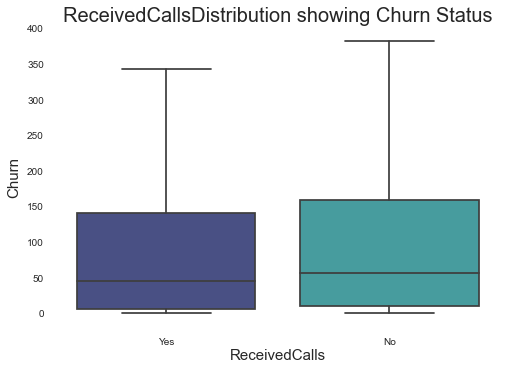 ReceivedCallsDistribution showing Churn Status
400
350
300
250
200
150
100
50
0
Churn
Yes
No
ReceivedCalls